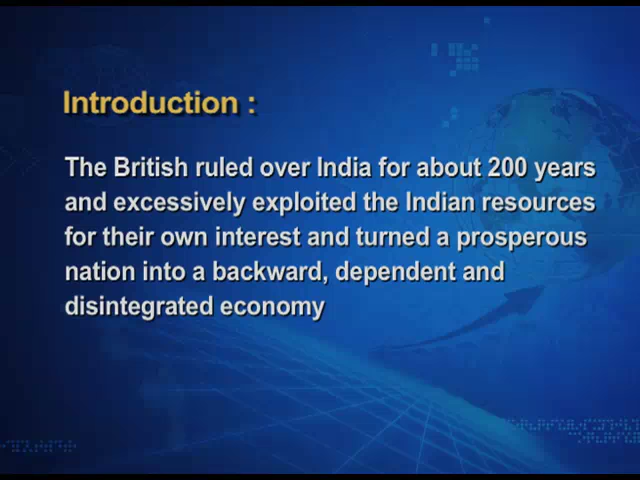 Introduction :
The British ruled over India for about 200 years
and excessively exploited the Indian resources
for their own interest and turned a prosperous
nation into a backward, dependent and
disintegrated economy